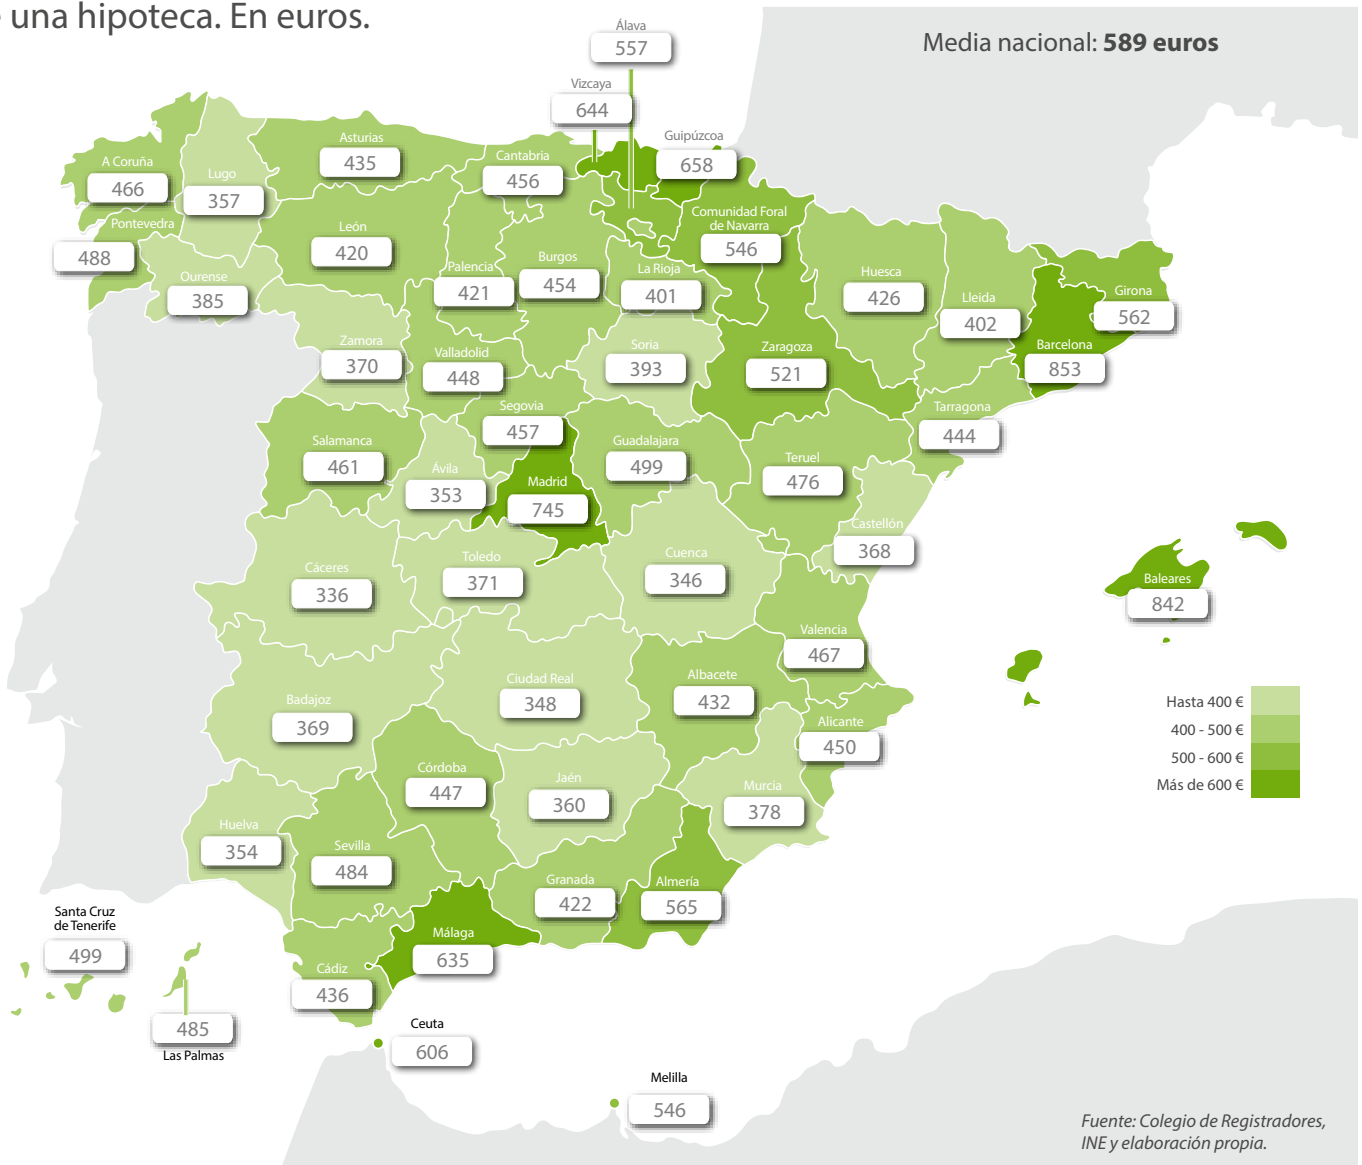 una hipoteca. En euros.
Media nacional: 589 euros
Álava
557
Vizcaya
644
Guipúzcoa
658
Asturias
435
Cantabria
456
A Coruña
466
Lugo
357
Pontevedra
488
Ourense
385
León
420
Palencia
421
Burgos
454
La Rioja
401
Comunidad Foral
de Navarra
546
Huesca
426
Lleida
402
Girona
562
Barcelona
853
Zamora
370
Valladolid
448
Soria
393
Zaragoza
521
Tarragona
444
Segovia
457
Salamanca
461
Ávila
353
Madrid
745
Guadalajara
499
Teruel
476
Castellón
368
Cáceres
336
Toledo
371
Cuenca
346
Baleares
842
Valencia
467
Badajoz
369
Ciudad Real
348
Albacete
432
Alicante
450
Hasta 400 €
400 - 500 €
500 - 600 €
Más de 600 €
Córdoba
447
Jaén
360
Murcia
378
Huelva
354
Sevilla
484
Granada
422
Almería
565
Santa Cruz
de Tenerife
499
Málaga
635
Cádiz
436
485
Las Palmas
Ceuta
606
Melilla
546
Fuente: Colegio de Registradores,
INE y elaboración propia.